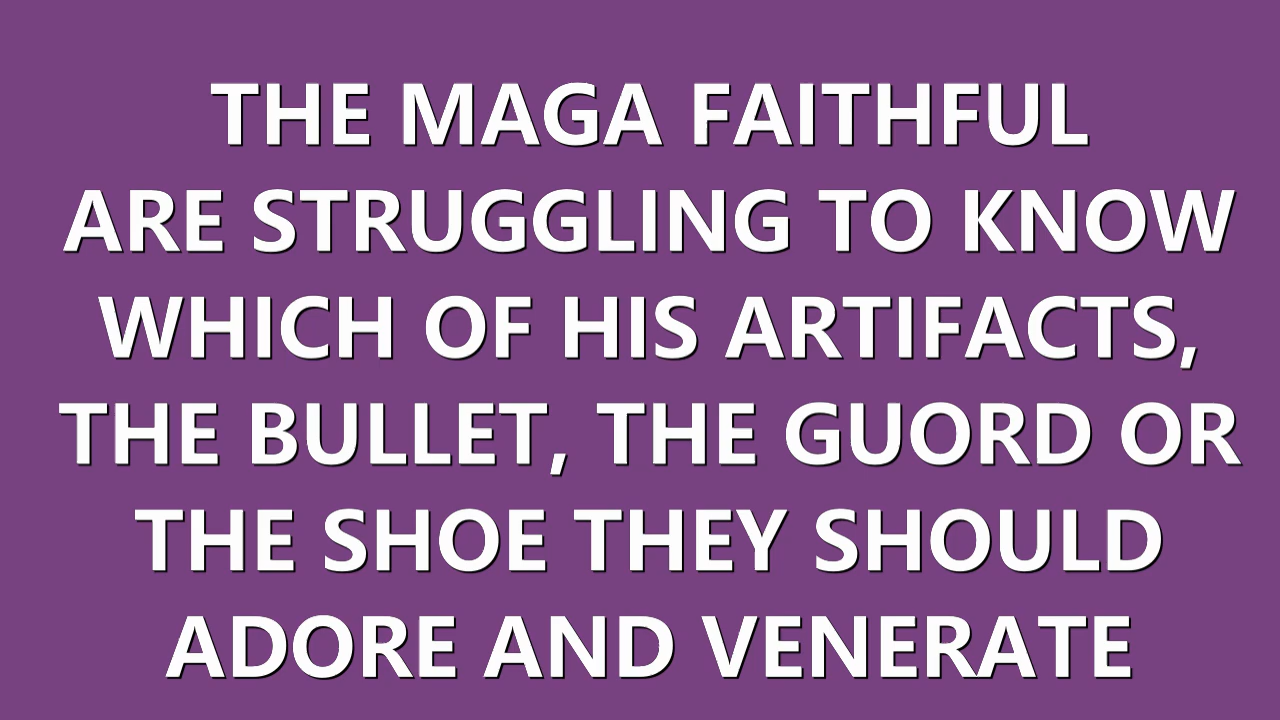 THE MAGA FAITHFUL
ARE STRUGGLING TO KNOW
WHICH OF HIS ARTIFACTS,
THE BULLET, THE GUORD OR
THE SHOE THEY SHOULD
ADORE AND VENERATE